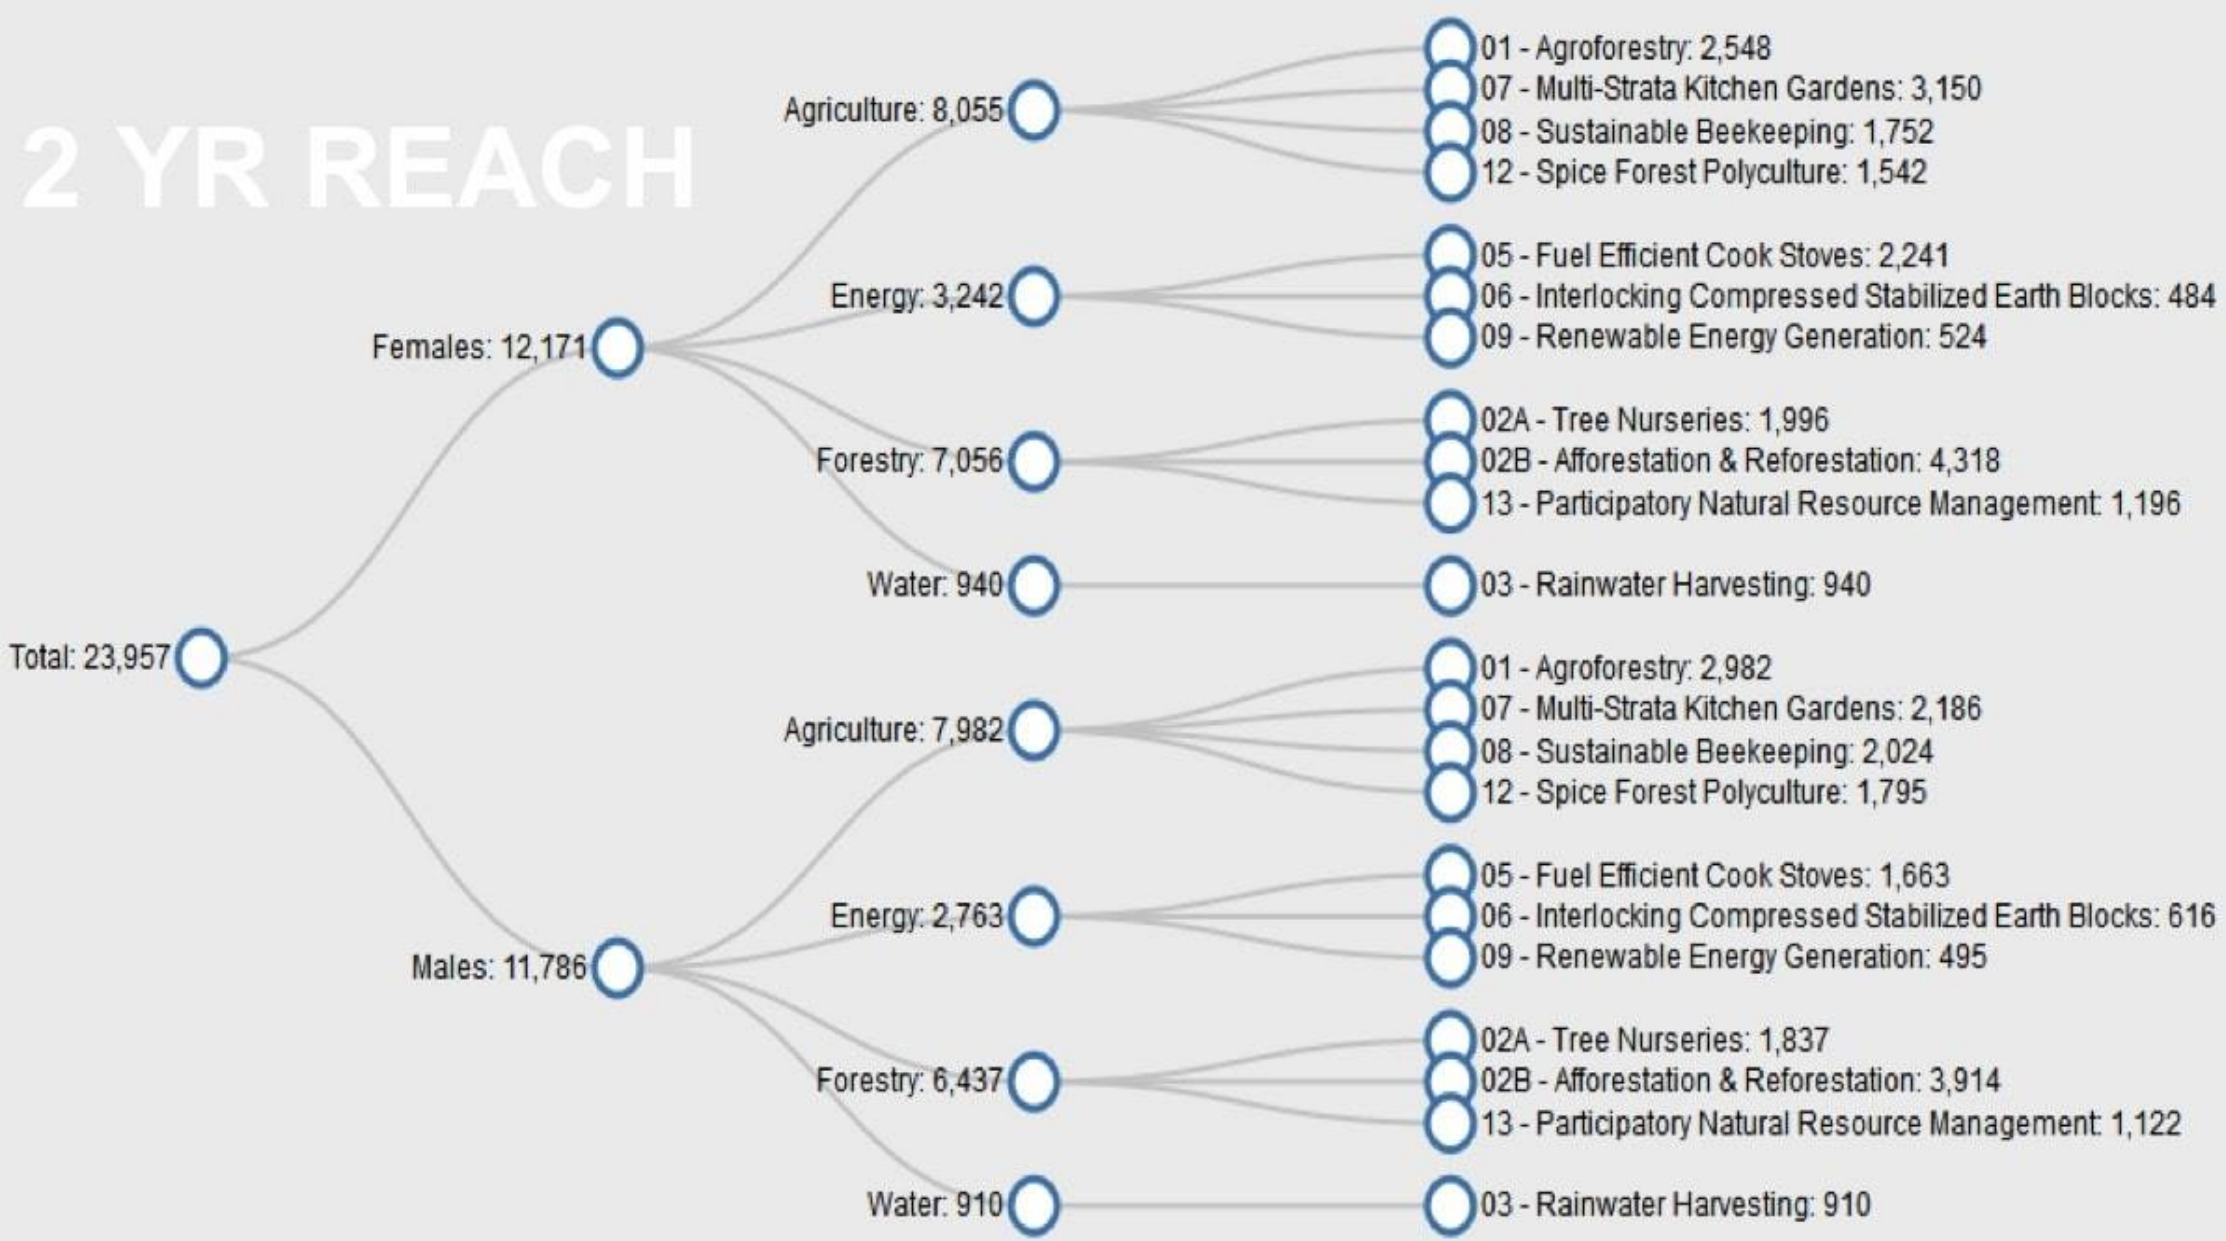 2 YR REACH
Total: 23,957
Females: 12,171
Agriculture: 8,055
01 - Agroforestry: 2,548
07 - Multi-Strata Kitchen Gardens: 3,150
08 - Sustainable Beekeeping: 1,752
12 - Spice Forest Polyculture: 1,542
Energy: 3,242
05 - Fuel Efficient Cook Stoves: 2,241
06 - Interlocking Compressed Stabilized Earth Blocks: 484
09 - Renewable Energy Generation: 524
Forestry: 7,056
02A - Tree Nurseries: 1,996
02B - Afforestation & Reforestation: 4,318
13 - Participatory Natural Resource Management: 1,196
Water: 940
03 - Rainwater Harvesting: 940
Males: 11,786
Agriculture: 7,982
01 - Agroforestry: 2,982
07 - Multi-Strata Kitchen Gardens: 2,186
08 - Sustainable Beekeeping: 2,024
12 - Spice Forest Polyculture: 1,795
Energy: 2,763
05 - Fuel Efficient Cook Stoves: 1,663
06 - Interlocking Compressed Stabilized Earth Blocks: 616
09 - Renewable Energy Generation: 495
Forestry: 6,437
02A - Tree Nurseries: 1,837
02B - Afforestation & Reforestation: 3,914
13 - Participatory Natural Resource Management: 1,122
Water: 910
03 - Rainwater Harvesting: 910